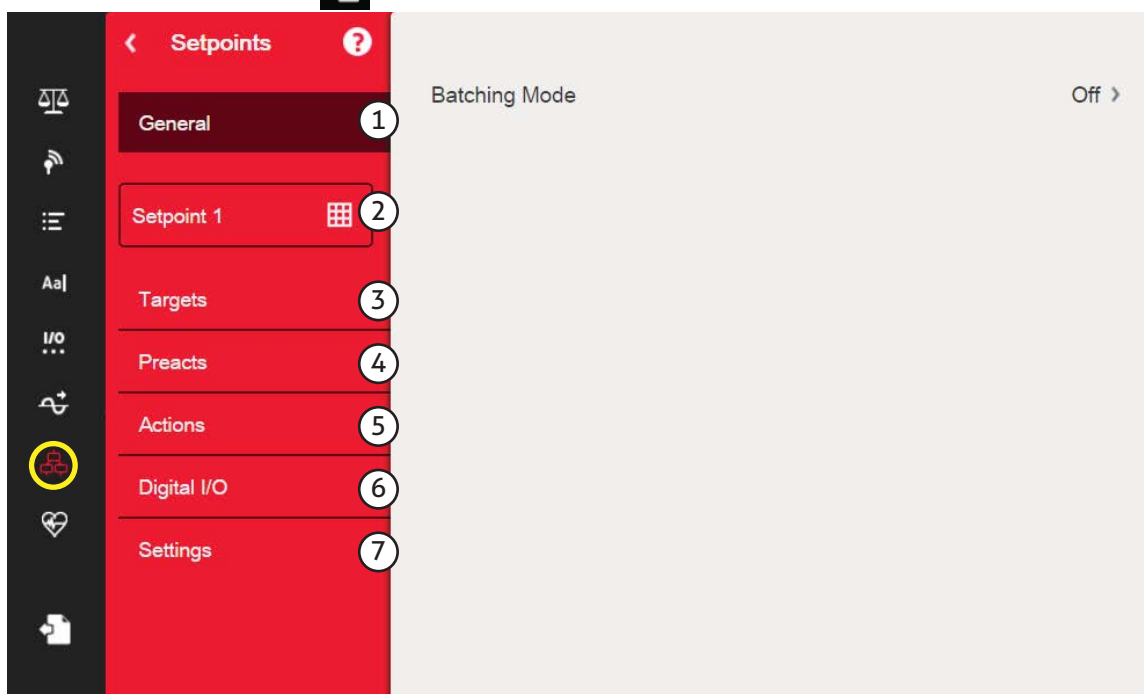 Setpoints ?
Batching Mode Off
General 1
Setpoint 1 2
Aa
Targets 3
I/O
Preacts 4
Actions 5
Digital I/O 6
Settings 7